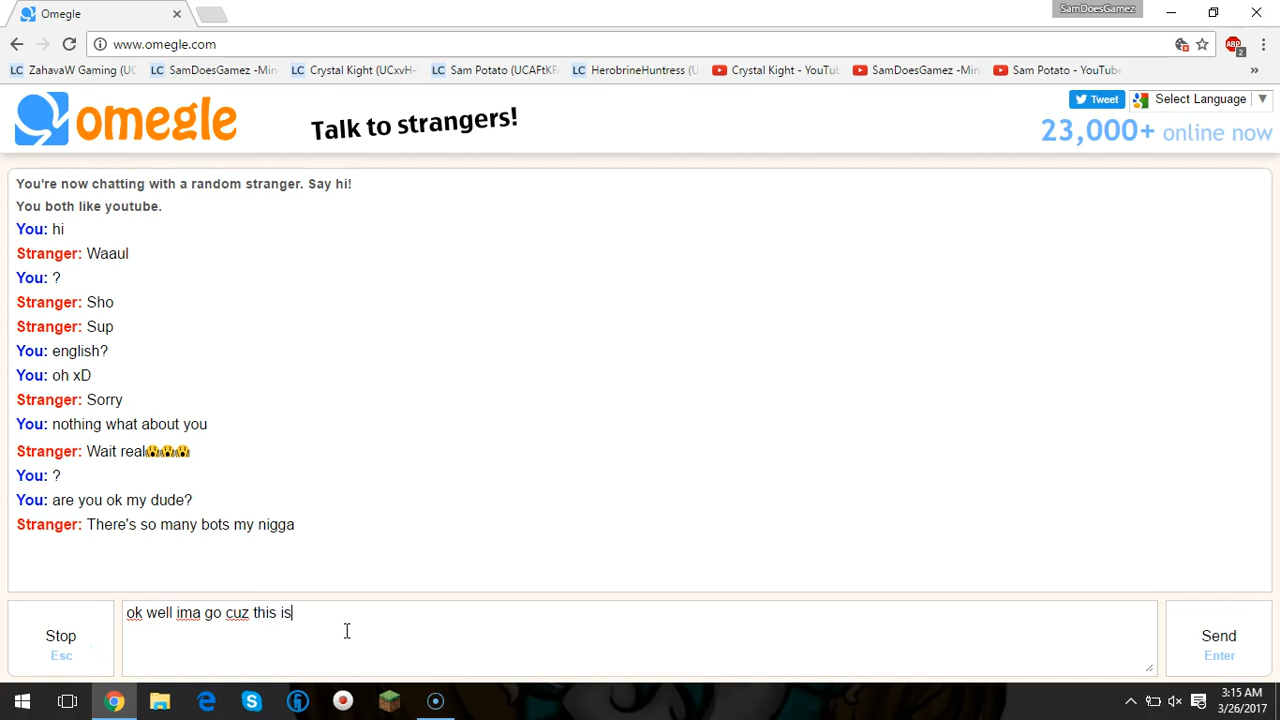 Omegle
SamDoesGamez
www.omegle.com
ABP
2
LC ZahavaW Gaming (UC
LC SamDoesGamez -Min
LC Crystal Kight (UCxvH-
LC Sam Potato (UCAFtKF
LC HerobrineHuntress (U
Crystal Kight - YouTub
SamDoesGamez -Min
Sam Potato - YouTube
»
omegle
Talk to strangers!
Tweet
Select Language
23,000+ online now
You're now chatting with a random stranger. Say hi!
You both like youtube.
You: hi
Stranger: Waaul
You: ?
Stranger: Sho
Stranger: Sup
You: english?
You: oh xD
Stranger: Sorry
You: nothing what about you
Stranger: Wait real😱😱😱
You: ?
You: are you ok my dude?
Stranger: There's so many bots my nigga
Stop
Esc
ok well ima go cuz this is
Send
Enter
3:15 AM
3/26/2017